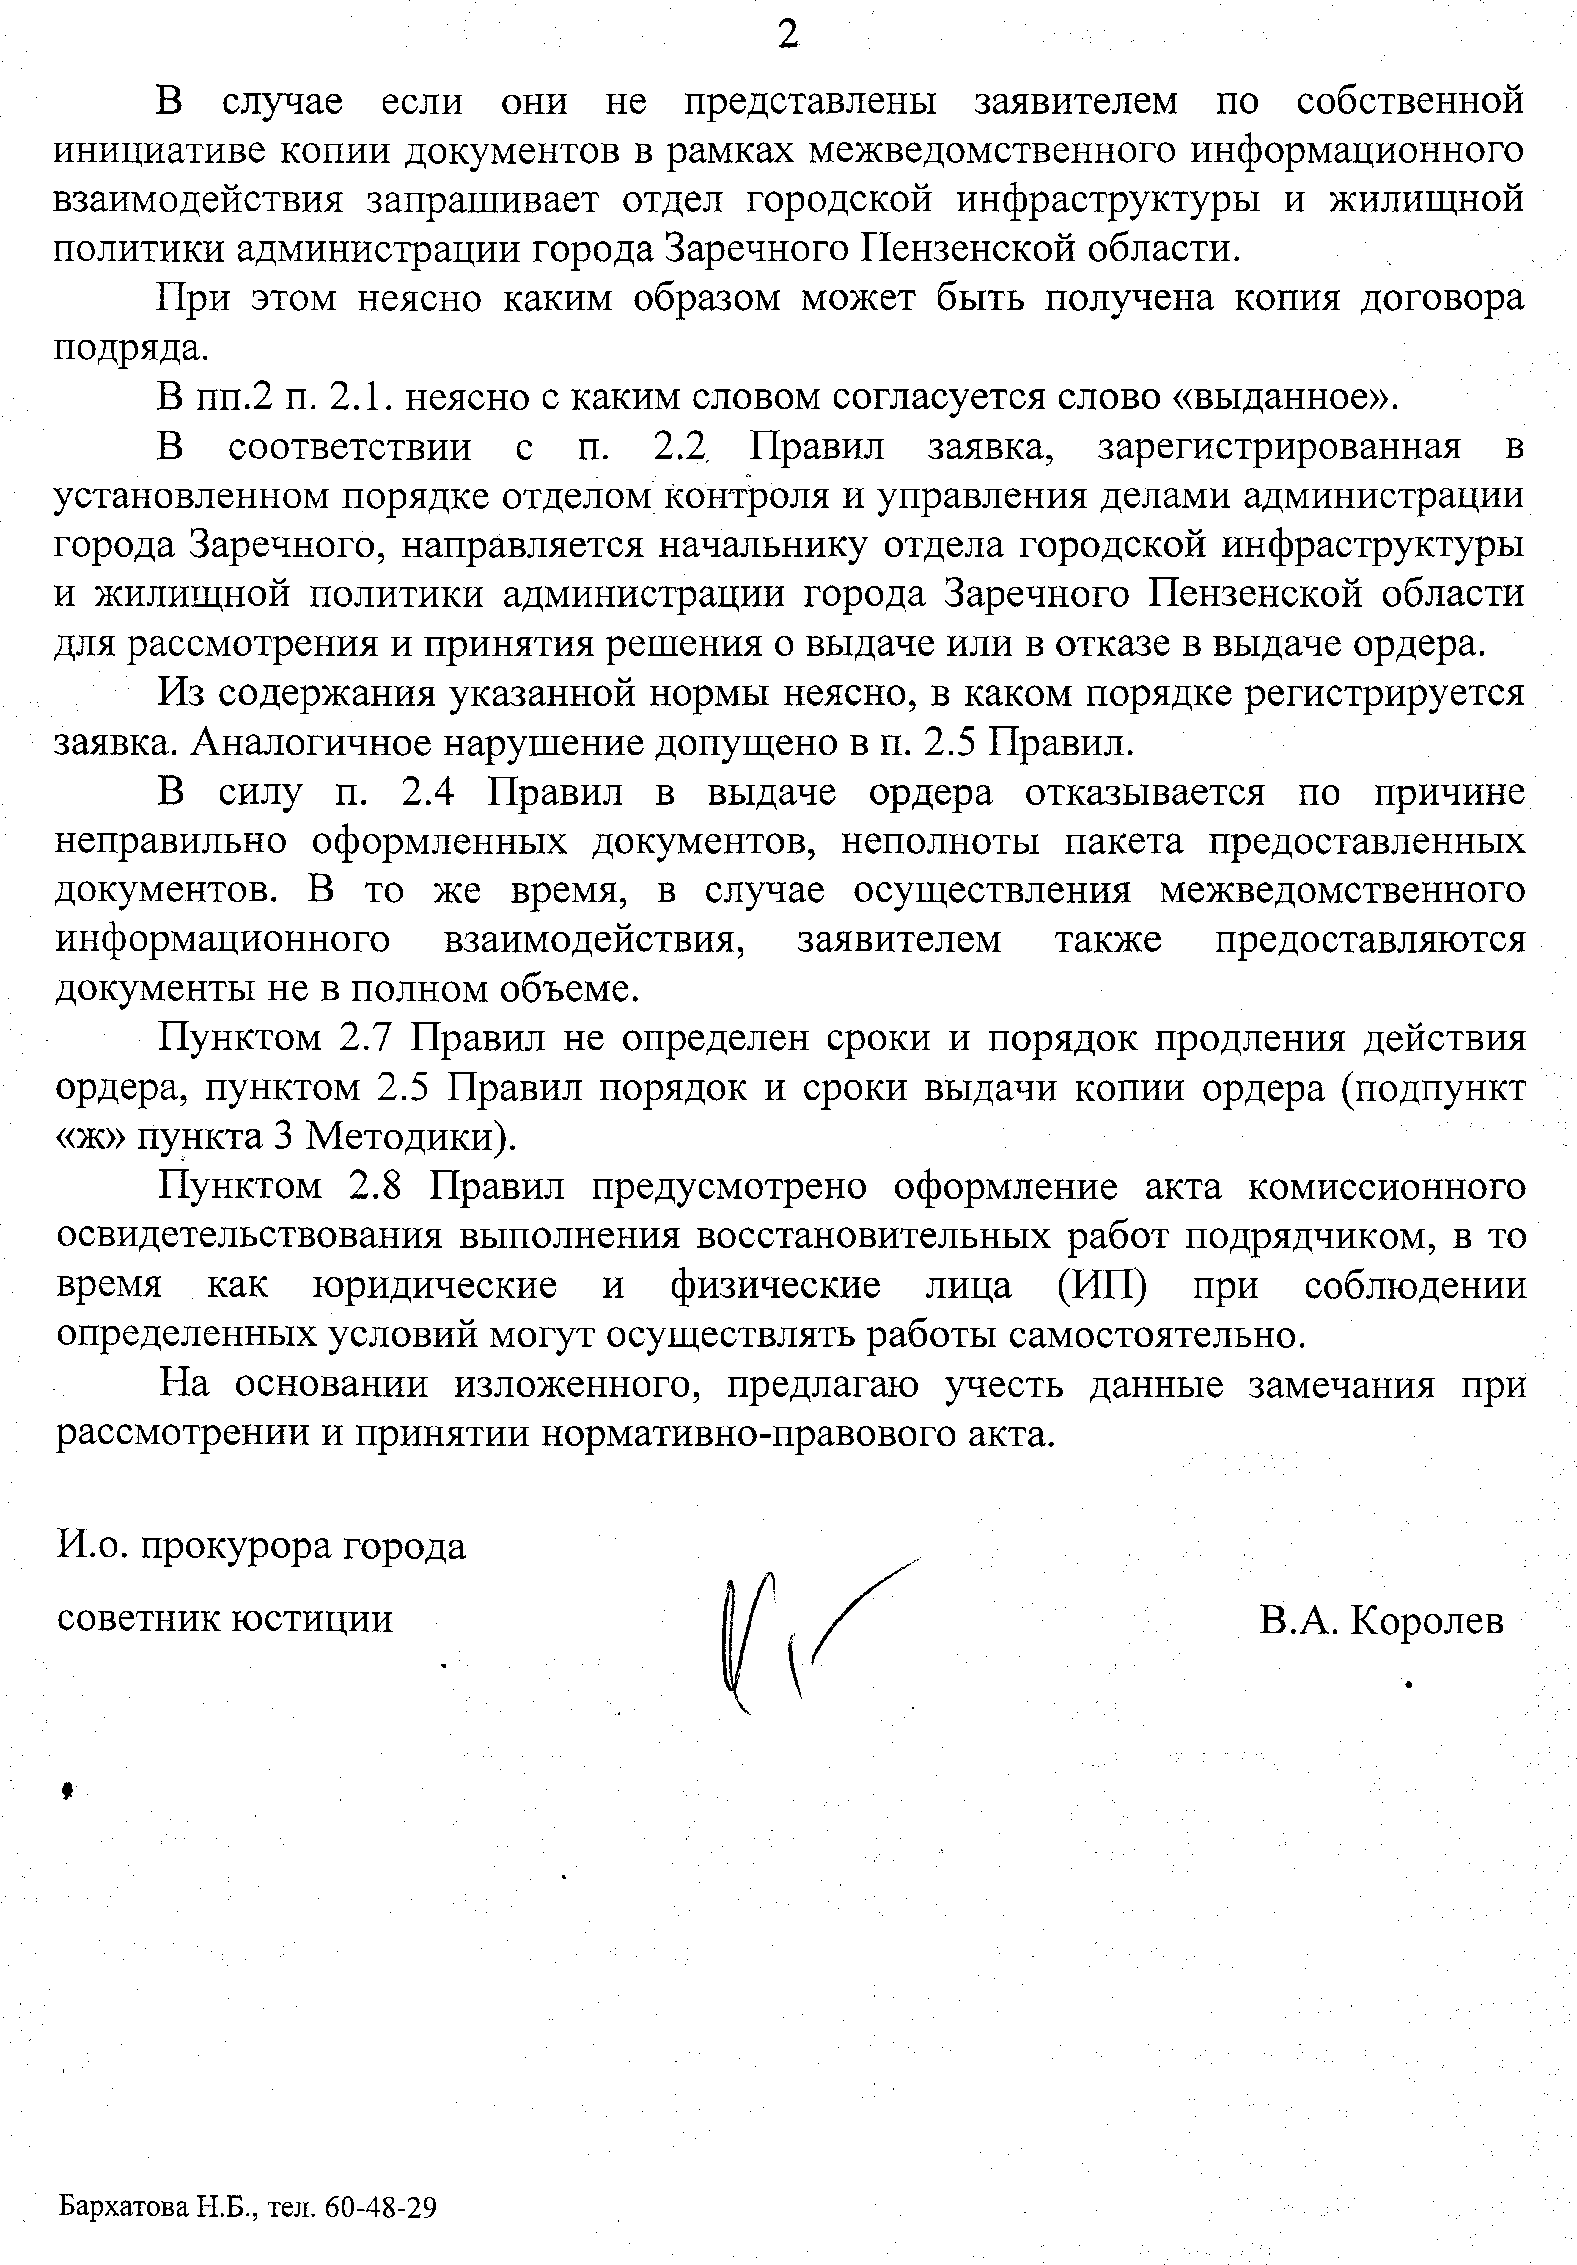 2
В случае если они не представлены заявителем по собственной
инициативе копии документов в рамках межведомственного информационного
взаимодействия запрашивает отдел городской инфраструктуры и жилищной
политики администрации города Заречного Пензенской области.
При этом неясно каким образом может быть получена копия договора
подряда.
В пп.2 п. 2.1. неясно с каким словом согласуется слово «выданное».
В соответствии с п. 2.2. Правил заявка, зарегистрированная в
установленном порядке отделом контроля и управления делами администрации
города Заречного, направляется начальнику отдела городской инфраструктуры
и жилищной политики администрации города Заречного Пензенской области
для рассмотрения и принятия решения о выдаче или в отказе в выдаче ордера.
Из содержания указанной нормы неясно, в каком порядке регистрируется
заявка. Аналогичное нарушение допущено в п. 2.5 Правил.
В силу п. 2.4 Правил в выдаче ордера отказывается по причине
неправильно оформленных документов, неполноты пакета предоставленных
документов. В то же время, в случае осуществления межведомственного
информационного взаимодействия, заявителем также предоставляются
документы не в полном объеме.
Пунктом 2.7 Правил не определен сроки и порядок продления действия
ордера, пунктом 2.5 Правил порядок и сроки выдачи копии ордера (подпункт
«ж» пункта 3 Методики).
Пунктом 2.8 Правил предусмотрено оформление акта комиссионного
освидетельствования выполнения восстановительных работ подрядчиком, в то
время как юридические и физические лица (ИП) при соблюдении
определенных условий могут осуществлять работы самостоятельно.
На основании изложенного, предлагаю учесть данные замечания при
рассмотрении и принятии нормативно-правового акта.
И.о. прокурора города
советник юстиции В.А. Королев
Бархатова Н.Б., тел. 60-48-29